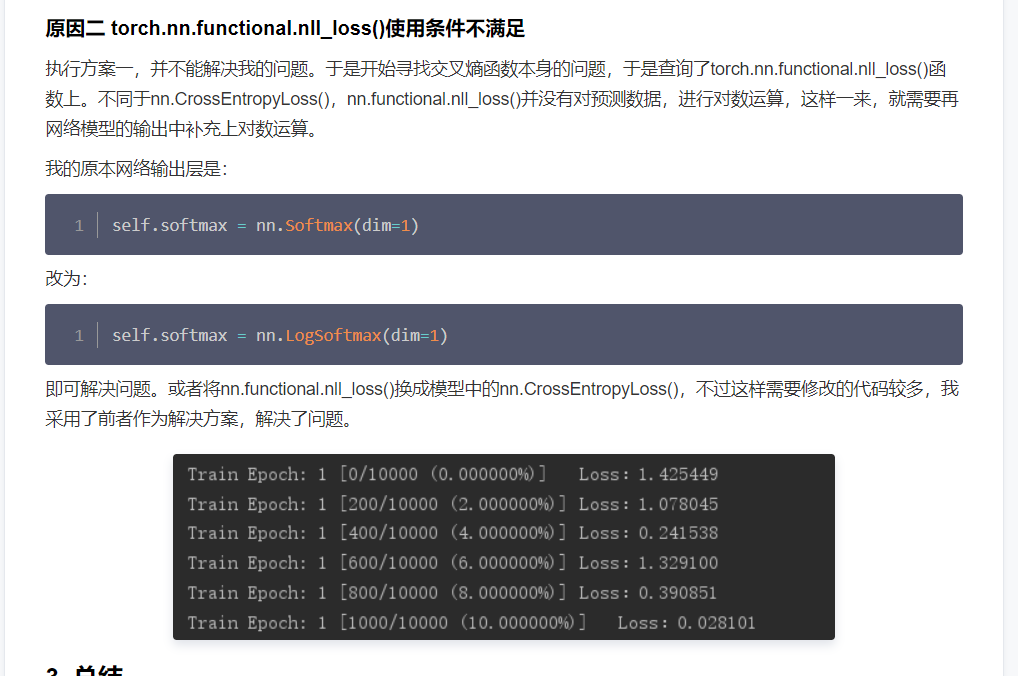 原因二 torch.nn.functional.nll_loss()使用条件不满足
执行方案一，并不能解决我的问题。于是开始寻找交叉熵函数本身的问题，于是查询了torch.nn.functional.nll_loss()函
数上。不同于nn.CrossEntropyLoss()，nn.functional.nll_loss()并没有对预测数据，进行对数运算，这样一来，就需要再
网络模型的输出中补充上对数运算。
我的原本网络输出层是：
1 self.softmax = nn.Softmax(dim=1)
改为：
1 self.softmax = nn.LogSoftmax(dim=1)
即可解决问题。或者将nn.functional.nll_loss()换成模型中的nn.CrossEntropyLoss()，不过这样需要修改的代码较多，我
采用了前者作为解决方案，解决了问题。
Train Epoch: 1 [0/10000 (0.000000%)] Loss: 1.425449
Train Epoch: 1 [200/10000 (2.000000%)] Loss: 1.078045
Train Epoch: 1 [400/10000 (4.000000%)] Loss: 0.241538
Train Epoch: 1 [600/10000 (6.000000%)] Loss: 1.329100
Train Epoch: 1 [800/10000 (8.000000%)] Loss: 0.390851
Train Epoch: 1 [1000/10000 (10.000000%)] Loss: 0.028101
3. 总结